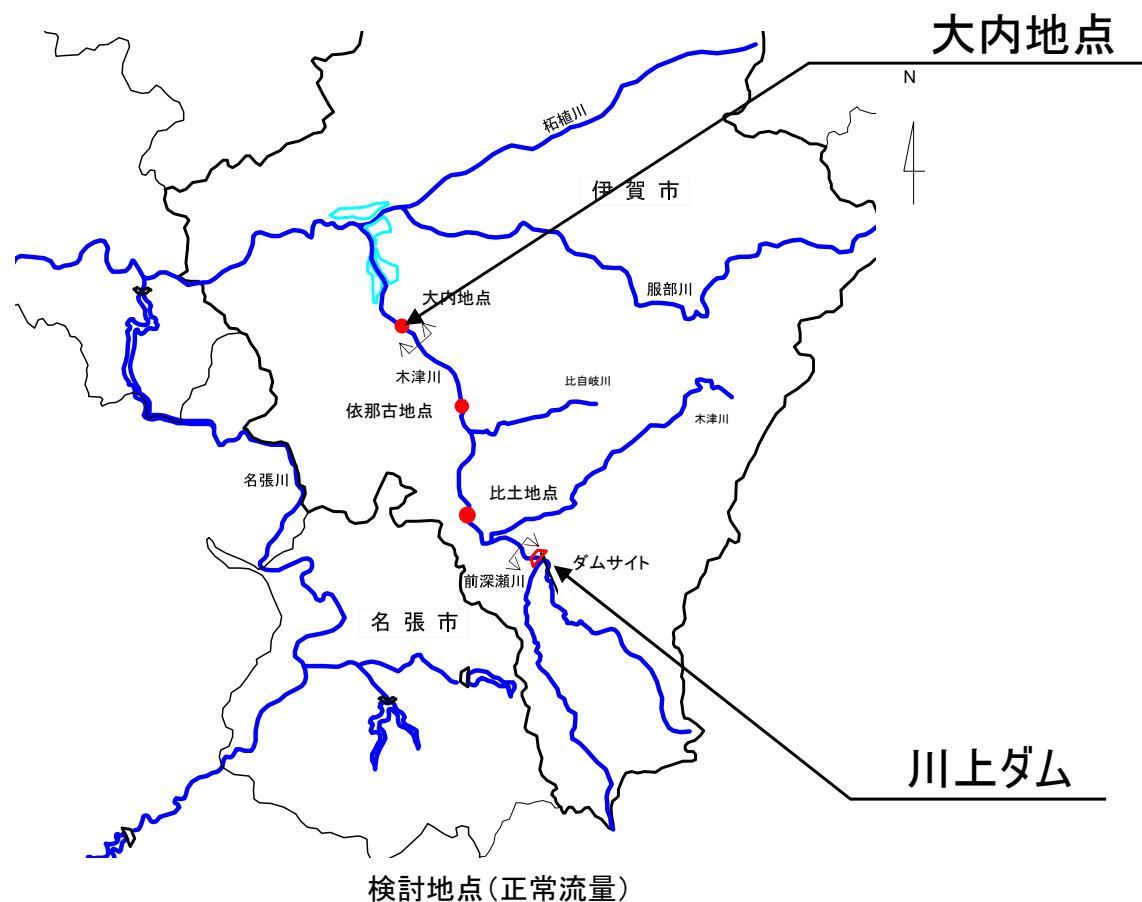 大内地点
N
柘植川
伊賀市
服部川
大内地点
木津川
比自岐川
依那古地点
木津川
名張川
比土地点
ダムサイト
前深瀬川
名張市
川上ダム
検討地点(正常流量)